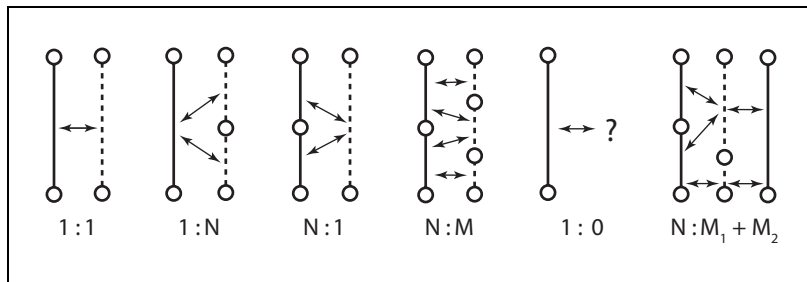 ?
1 : 1
1 : N
N : 1
N : M
1 : 0
N : M₁ + M₂